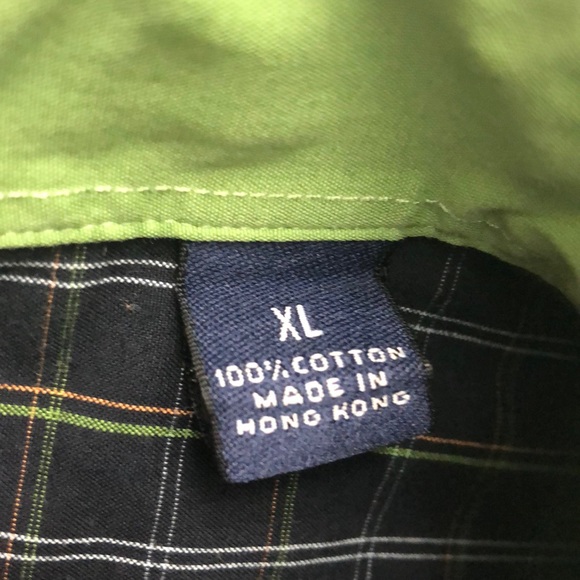 XL
100% COTTON
MADE IN
HONG KONG